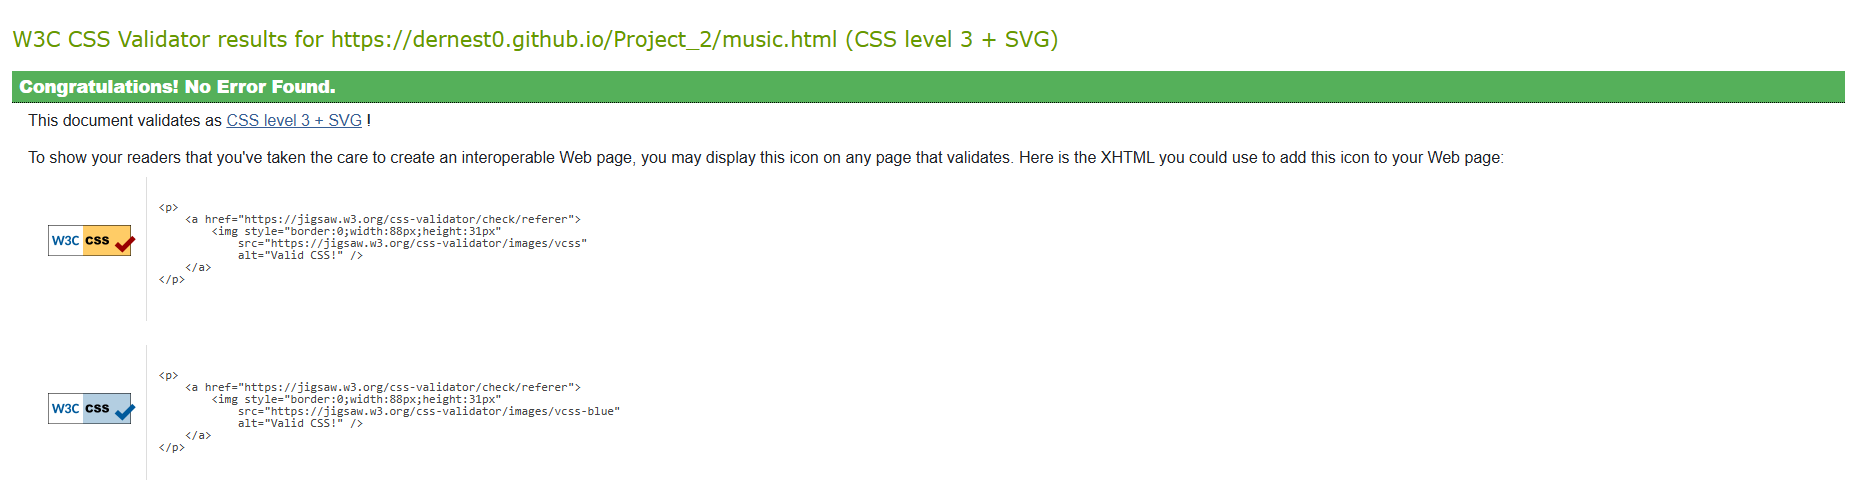 W3C CSS Validator results for https://dernest0.github.io/Project_2/music.html (CSS level 3 + SVG)
Congratulations! No Error Found.
This document validates as CSS level 3 + SVG !
To show your readers that you've taken the care to create an interoperable Web page, you may display this icon on any page that validates. Here is the XHTML you could use to add this icon to your Web page:
W3C css
<p>
    <a href="https://jigsaw.w3.org/css-validator/check/referer">
        <img style="border:0;width:88px;height:31px"
            src="https://jigsaw.w3.org/css-validator/images/vcss"
            alt="Valid CSS!" />
    </a>
</p>
W3C css
<p>
    <a href="https://jigsaw.w3.org/css-validator/check/referer">
        <img style="border:0;width:88px;height:31px"
            src="https://jigsaw.w3.org/css-validator/images/vcss-blue"
            alt="Valid CSS!" />
    </a>
</p>